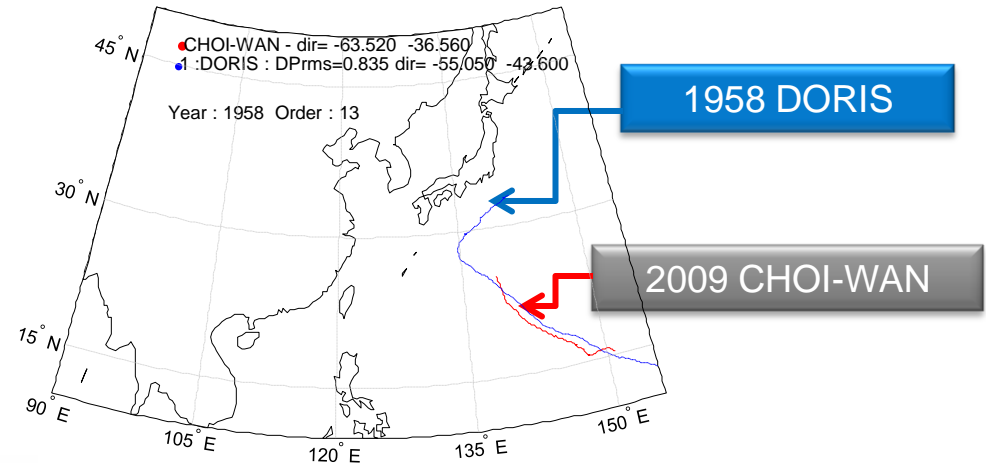 CHOI-WAN - dir= -63.520 -36.560
1 :DORIS : DPrms=0.835 dir= -55.050 -43.600
Year : 1958 Order : 13
1958 DORIS
2009 CHOI-WAN
45° N
30° N
15° N
90° E
105° E
120° E
135° E
150° E